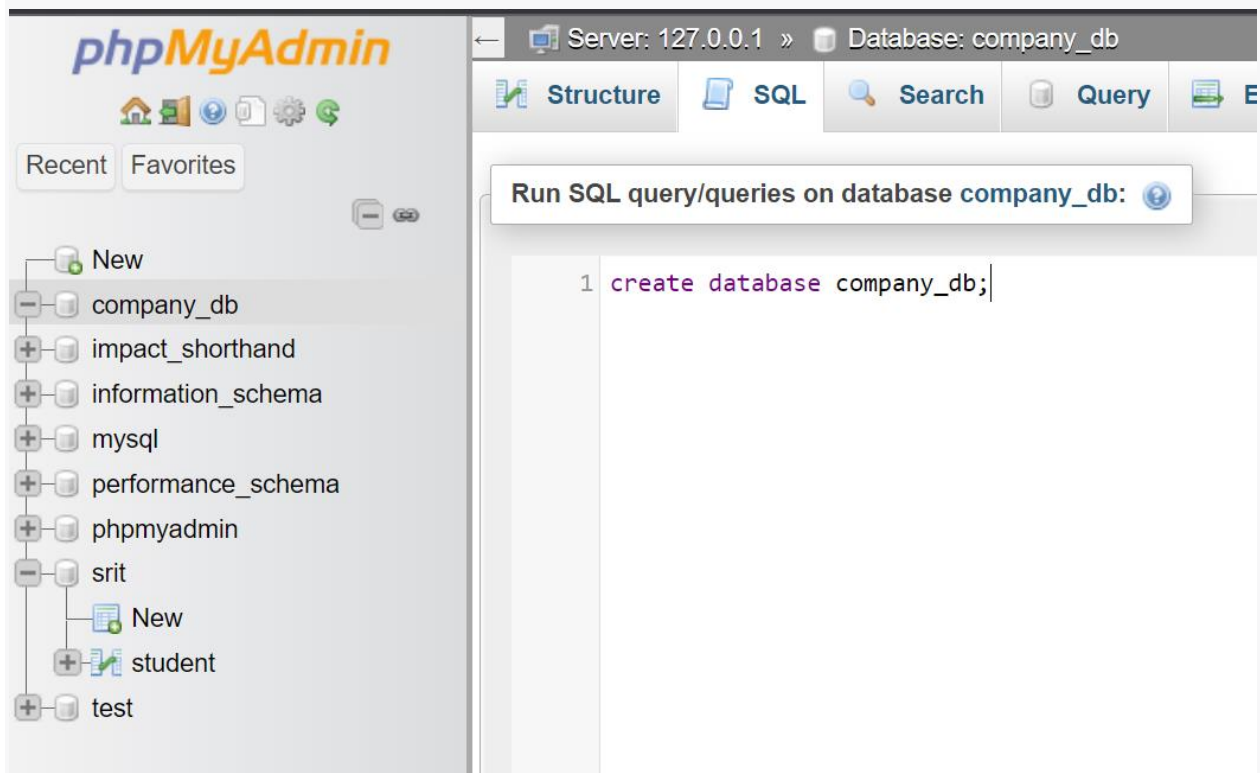 phpMyAdmin
Recent Favorites
New
company_db
impact_shorthand
information_schema
mysql
performance_schema
phpmyadmin
srit
New
student
test
← Server: 127.0.0.1 » Database: company_db
Structure SQL Search Query E
Run SQL query/queries on database company_db:
1 create database company_db;